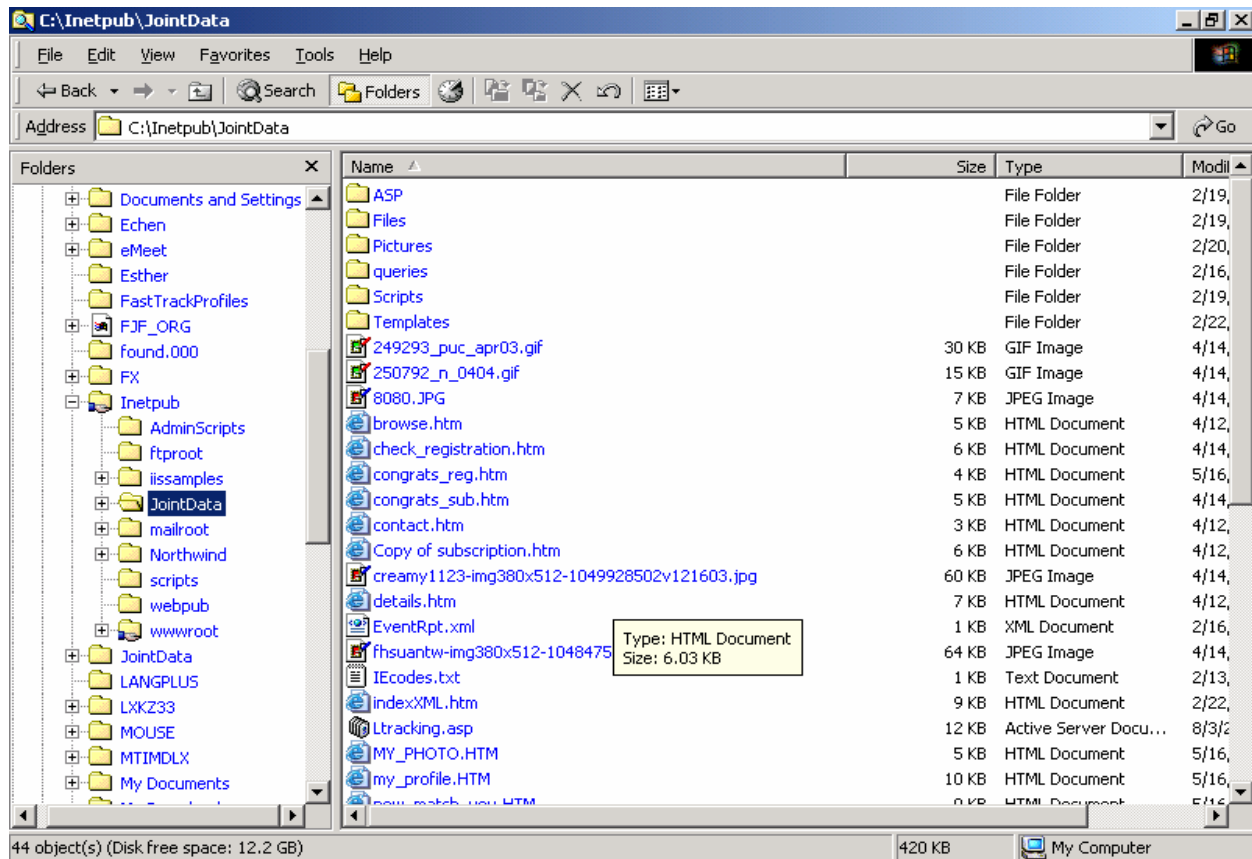 C:\Inetpub\JointData
File Edit View Favorites Tools Help
Back Search Folders
Address C:\Inetpub\JointData Go
Folders
Documents and Settings
Echen
eMeet
Esther
FastTrackProfiles
FJF_ORG
found.000
FX
Inetpub
AdminScripts
ftproot
iissamples
JointData
mailroot
Northwind
scripts
webpub
wwwroot
JointData
LANGPLUS
LXKZ33
MOUSE
MTIMDLX
My Documents
Name Size Type Modif
ASP File Folder 2/19,
Files File Folder 2/19,
Pictures File Folder 2/20,
queries File Folder 2/16,
Scripts File Folder 2/19,
Templates File Folder 2/22,
249293_puc_apr03.gif 30 KB GIF Image 4/14,
250792_n_0404.gif 15 KB GIF Image 4/14,
8080.JPG 7 KB JPEG Image 4/14,
browse.htm 5 KB HTML Document 4/12,
check_registration.htm 6 KB HTML Document 4/14,
congrats_reg.htm 4 KB HTML Document 5/16,
congrats_sub.htm 5 KB HTML Document 4/14,
contact.htm 3 KB HTML Document 4/12,
Copy of subscription.htm 6 KB HTML Document 4/12,
creamy1123-img380x512-1049928502v121603.jpg 60 KB JPEG Image 4/14,
details.htm 7 KB HTML Document 4/12,
EventRpt.xml 1 KB XML Document 2/16,
fhsuantw-img380x512-1048475 64 KB JPEG Image 4/14,
Type: HTML Document
Size: 6.03 KB
IEcodes.txt 1 KB Text Document 2/13,
indexXML.htm 9 KB HTML Document 2/22,
Ltracking.asp 12 KB Active Server Docu... 8/3/2
MY_PHOTO.HTM 5 KB HTML Document 5/16,
my_profile.HTM 10 KB HTML Document 5/16,
44 object(s) (Disk free space: 12.2 GB) 420 KB My Computer